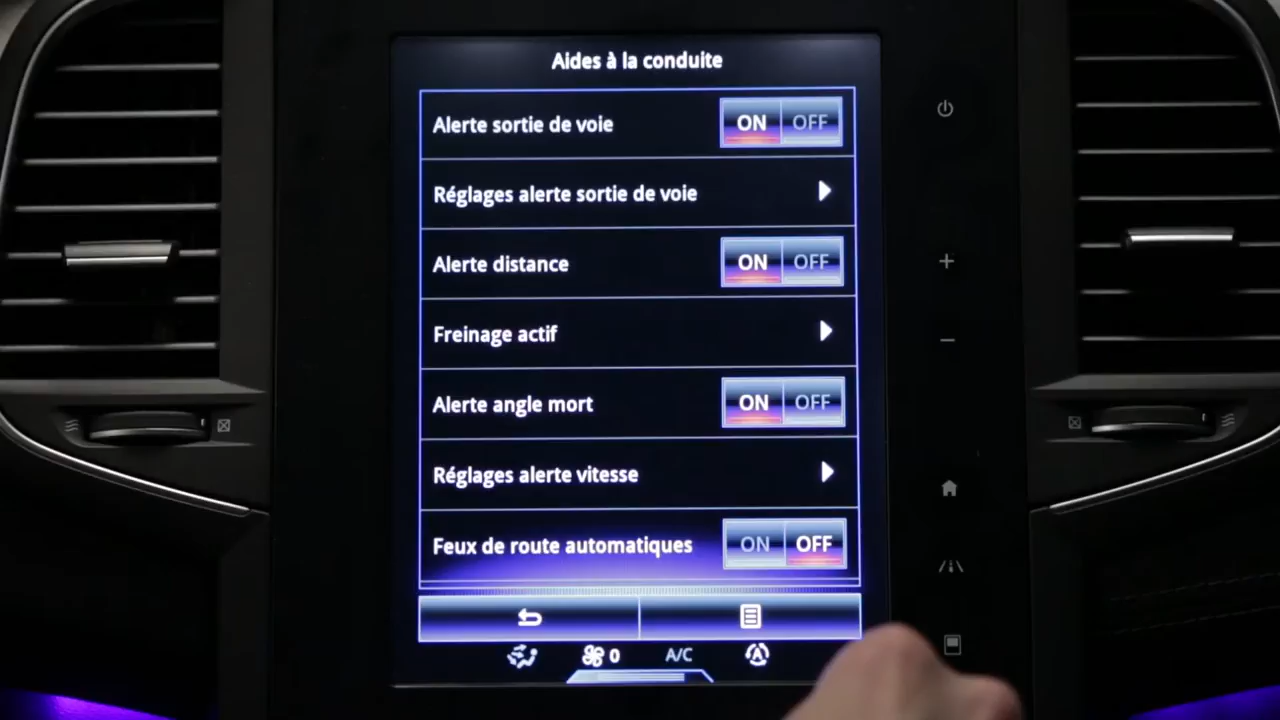 Aides à la conduite
Alerte sortie de voie ON OFF
Réglages alerte sortie de voie
Alerte distance ON OFF
Freinage actif
Alerte angle mort ON OFF
Réglages alerte vitesse
Feux de route automatiques ON OFF
0 A/C